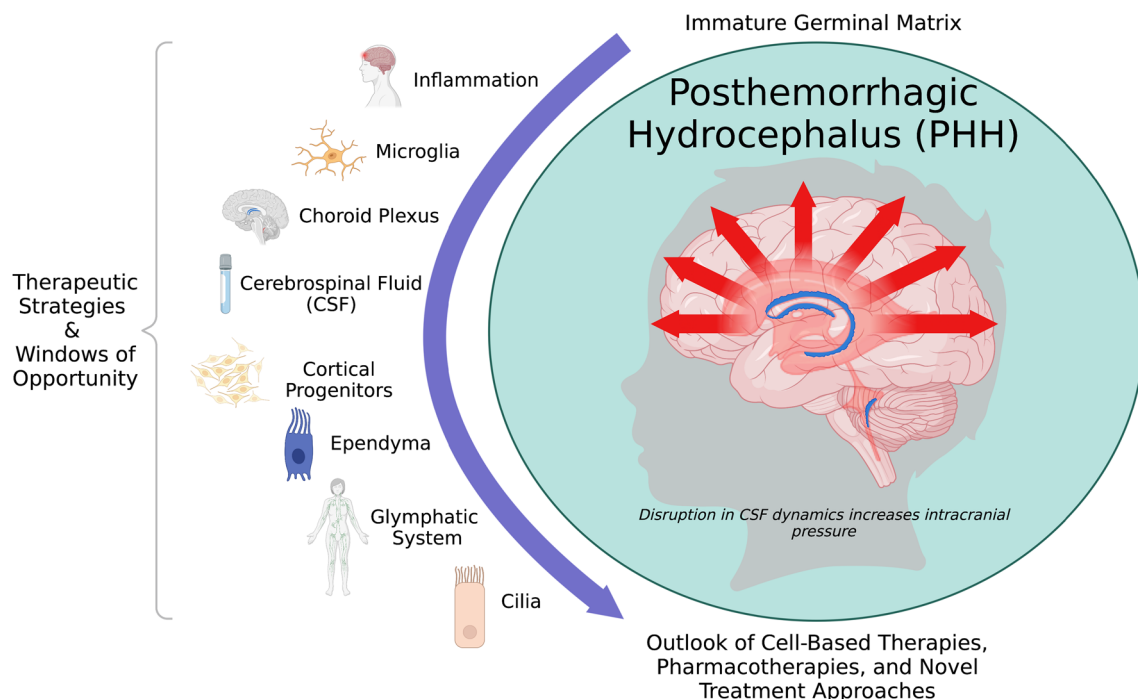 Immature Germinal Matrix
Posthemorrhagic
Hydrocephalus (PHH)
Inflammation
Microglia
Choroid Plexus
Cerebrospinal Fluid
(CSF)
Cortical
Progenitors
Ependyma
Glymphatic
System
Cilia
Therapeutic
Strategies
&
Windows of
Opportunity
Disruption in CSF dynamics increases intracranial
pressure
Outlook of Cell-Based Therapies,
Pharmacotherapies, and Novel
Treatment Approaches